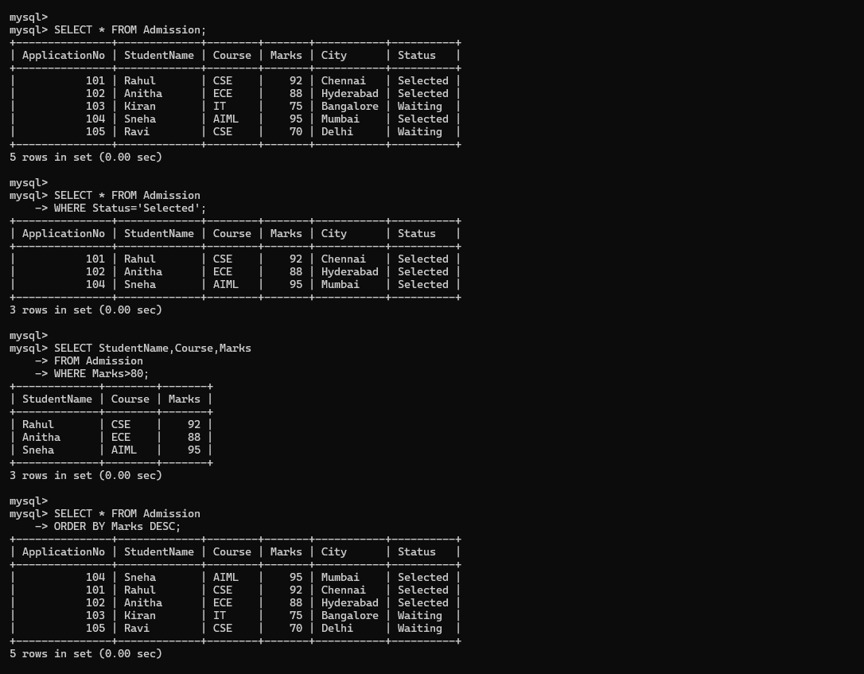 mysql>
mysql> SELECT * FROM Admission;
+---------------+-------------+--------+-------+-----------+----------+
| ApplicationNo | StudentName | Course | Marks | City      | Status   |
+---------------+-------------+--------+-------+-----------+----------+
|           101 | Rahul       | CSE    |    92 | Chennai   | Selected |
|           102 | Anitha      | ECE    |    88 | Hyderabad | Selected |
|           103 | Kiran       | IT     |    75 | Bangalore | Waiting  |
|           104 | Sneha       | AIML   |    95 | Mumbai    | Selected |
|           105 | Ravi        | CSE    |    70 | Delhi     | Waiting  |
+---------------+-------------+--------+-------+-----------+----------+
5 rows in set (0.00 sec)

mysql>
mysql> SELECT * FROM Admission
    -> WHERE Status='Selected';
+---------------+-------------+--------+-------+-----------+----------+
| ApplicationNo | StudentName | Course | Marks | City      | Status   |
+---------------+-------------+--------+-------+-----------+----------+
|           101 | Rahul       | CSE    |    92 | Chennai   | Selected |
|           102 | Anitha      | ECE    |    88 | Hyderabad | Selected |
|           104 | Sneha       | AIML   |    95 | Mumbai    | Selected |
+---------------+-------------+--------+-------+-----------+----------+
3 rows in set (0.00 sec)

mysql>
mysql> SELECT StudentName,Course,Marks
    -> FROM Admission
    -> WHERE Marks>80;
+-------------+--------+-------+
| StudentName | Course | Marks |
+-------------+--------+-------+
| Rahul       | CSE    |    92 |
| Anitha      | ECE    |    88 |
| Sneha       | AIML   |    95 |
+-------------+--------+-------+
3 rows in set (0.00 sec)

mysql>
mysql> SELECT * FROM Admission
    -> ORDER BY Marks DESC;
+---------------+-------------+--------+-------+-----------+----------+
| ApplicationNo | StudentName | Course | Marks | City      | Status   |
+---------------+-------------+--------+-------+-----------+----------+
|           104 | Sneha       | AIML   |    95 | Mumbai    | Selected |
|           101 | Rahul       | CSE    |    92 | Chennai   | Selected |
|           102 | Anitha      | ECE    |    88 | Hyderabad | Selected |
|           103 | Kiran       | IT     |    75 | Bangalore | Waiting  |
|           105 | Ravi        | CSE    |    70 | Delhi     | Waiting  |
+---------------+-------------+--------+-------+-----------+----------+
5 rows in set (0.00 sec)